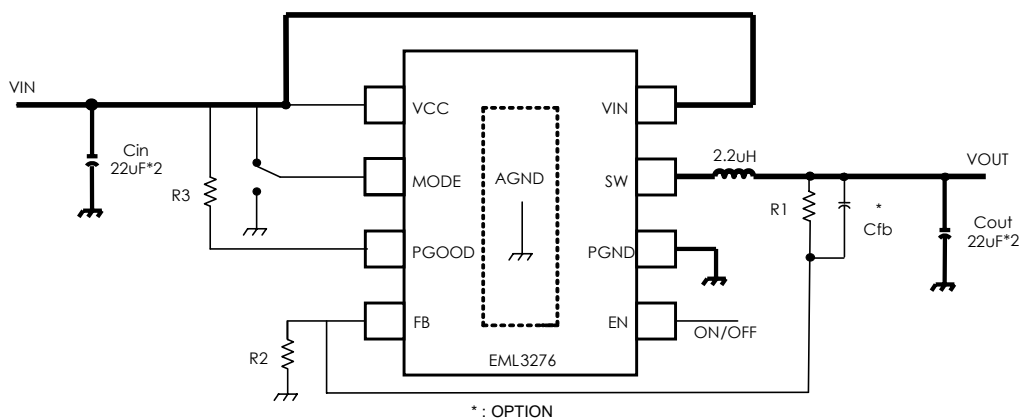 VIN
Cin
22uF*2
R3
VCC
MODE
PGOOD
FB
R2
AGND
EML3276
VIN
SW
PGND
EN
ON/OFF
2.2uH
R1
*
Cfb
VOUT
Cout
22uF*2
* : OPTION